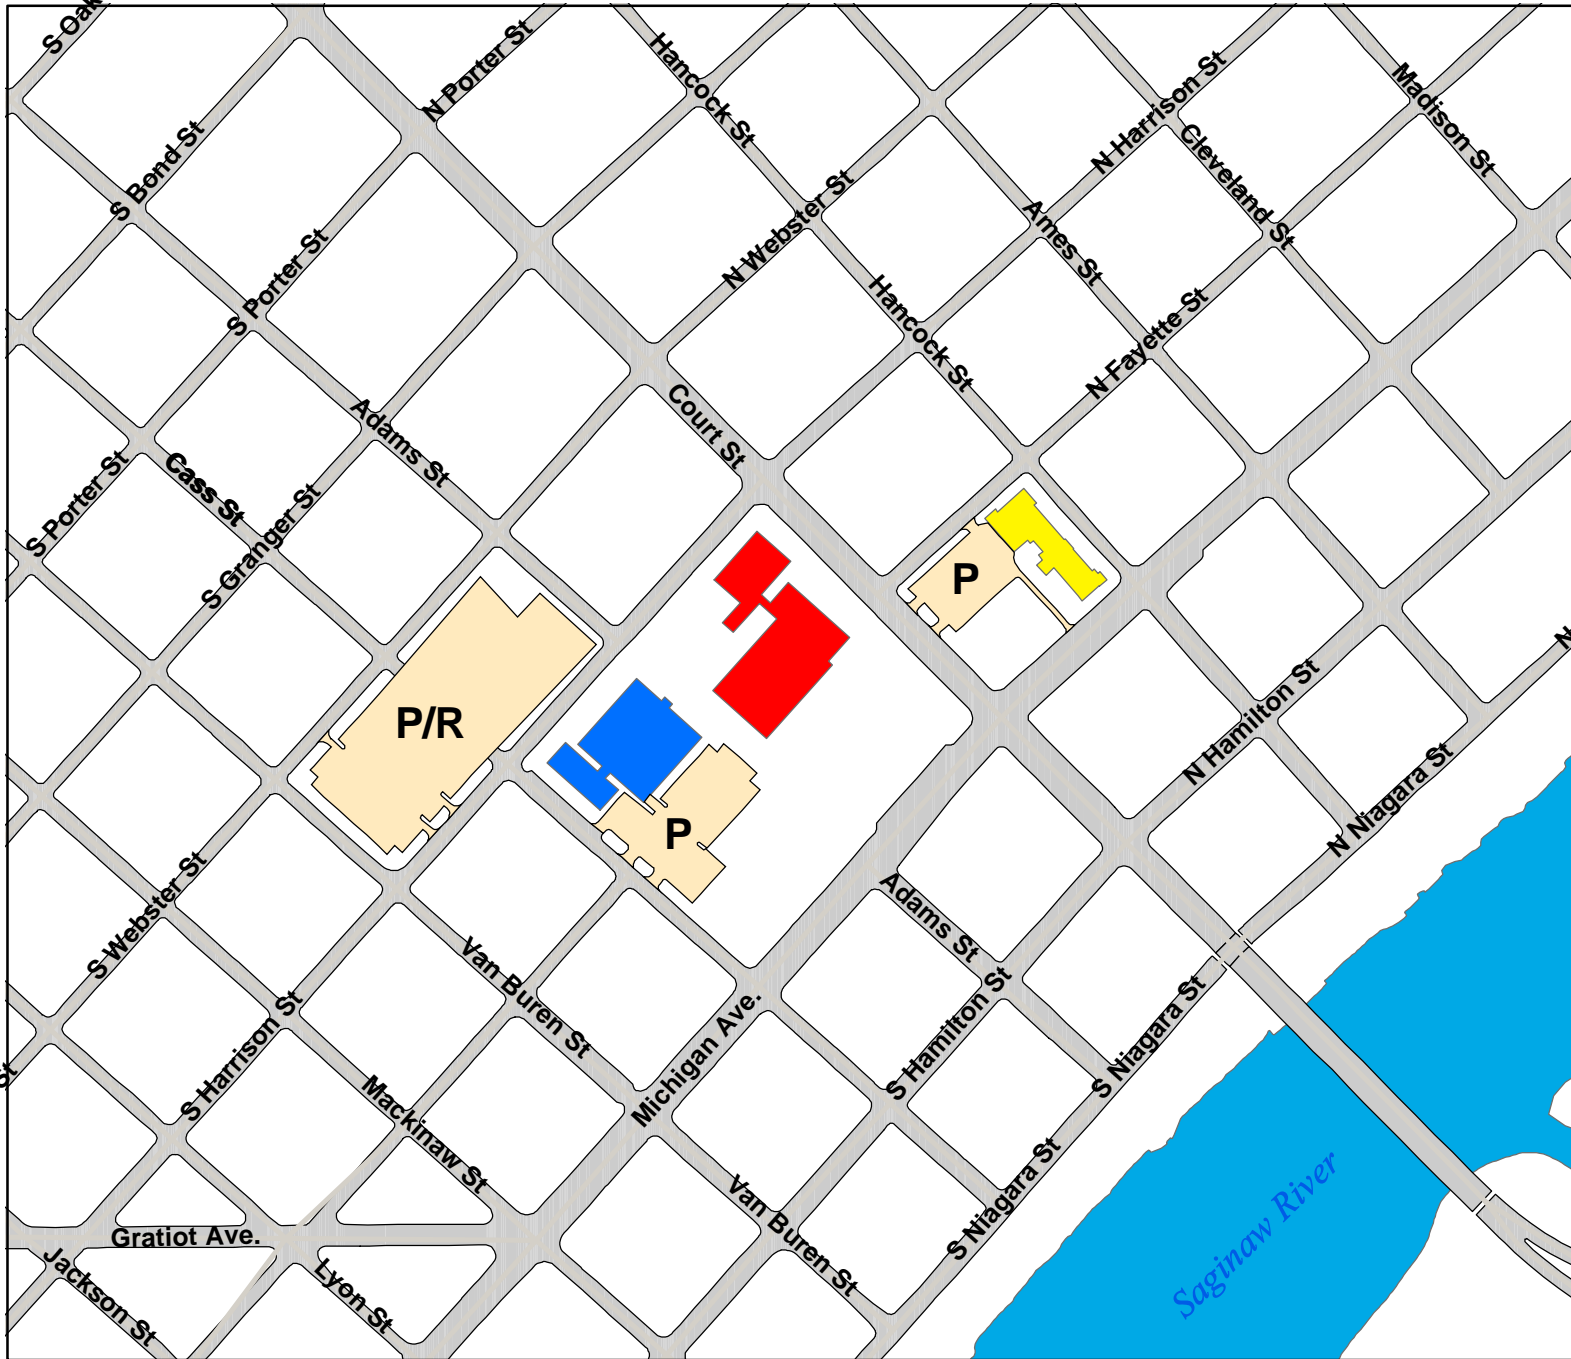 S Oak
N Porter St
Hancock St
Madison St
N Harrison St
S Bond St
Cleveland St
N Webster St
Ames St
S Porter St
Hancock St
N Fayette St
Court St
Adams St
S Porter St
Cass St
S Granger St
P
P/R
P
N Hamilton St
N
N Niagara St
S Webster St
Adams St
Van Buren St
S Hamilton St
S Niagara St
Michigan Ave.
S Harrison St
St
Mackinaw St
Van Buren St
S Niagara St
Saginaw River
Gratiot Ave.
Jackson St
Lyon St